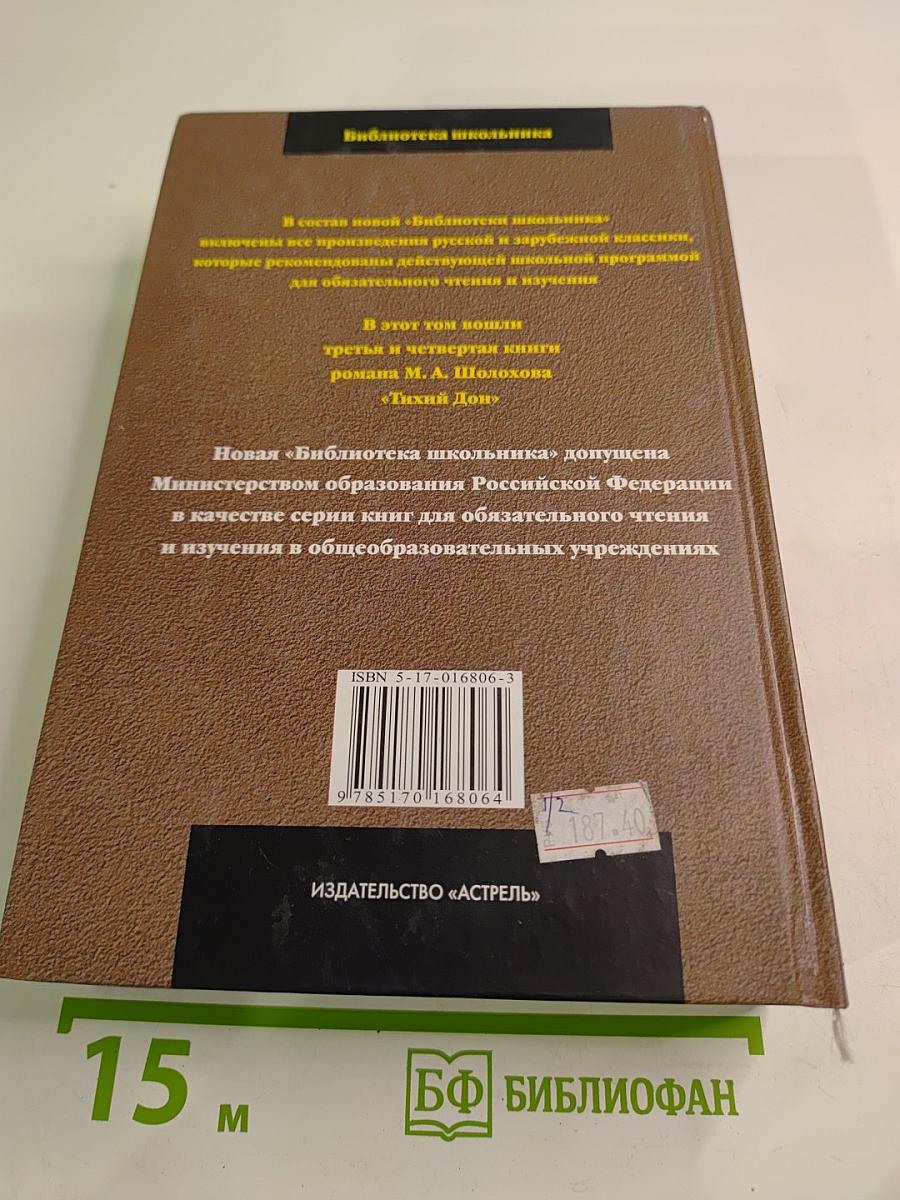 Библиотека школьника
В состав новой «Библиотеки школьника»
включены все произведения русской и зарубежной классики,
которые рекомендованы действующей школьной программой
для обязательного чтения и изучения
В этот том вошли
третья и четвертая книги
романа М. А. Шолохова
«Тихий Дон»
Новая «Библиотека школьника» допущена
Министерством образования Российской Федерации
в качестве серии книг для обязательного чтения
и изучения в общеобразовательных учреждениях
ISBN 5-17-016806-3
9 785170 168064
187.40
ИЗДАТЕЛЬСТВО «АСТРЕЛЬ»
15 м
БФ БИБЛИОФАН